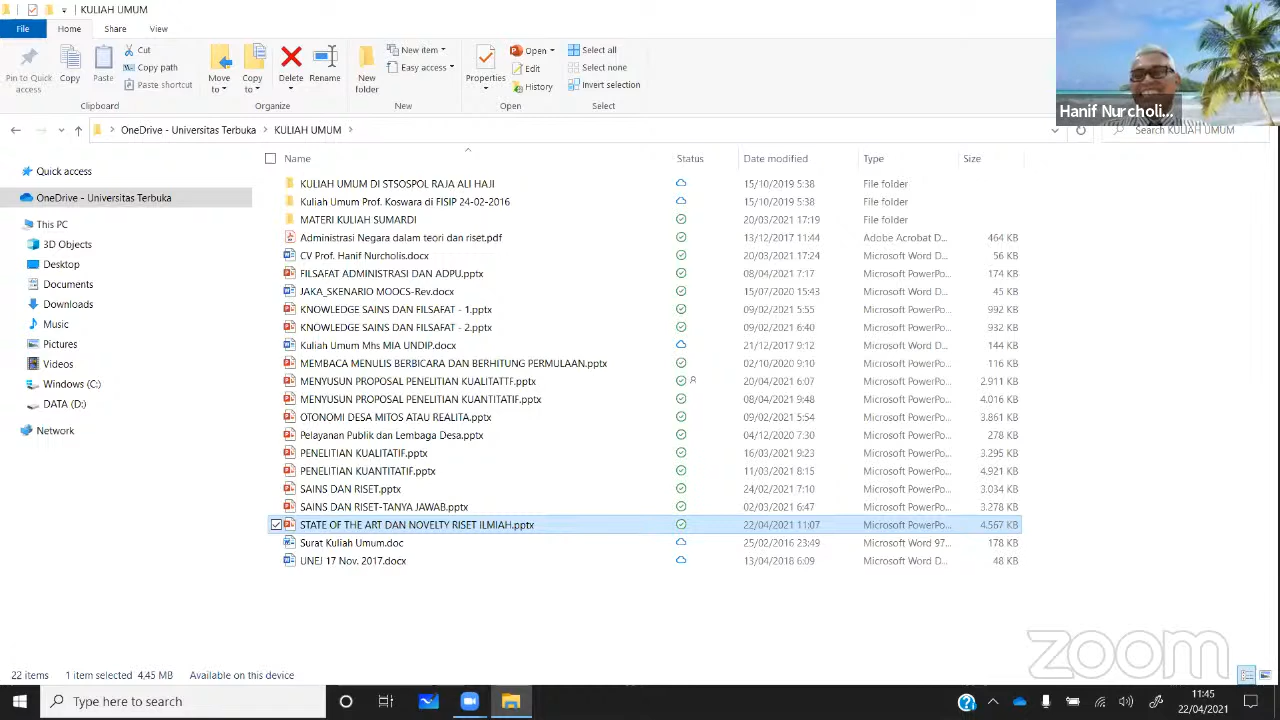 KULIAH UMUM
File Home Share View
Pin to Quick access
Copy
Paste
Cut
Copy path
Paste shortcut
Move to
Copy to
Delete
Rename
New folder
New item
Easy access
Properties
Open
Edit
History
Select all
Select none
Invert selection
Clipboard Organize New Open Select
Hanif Nurcholi...
OneDrive - Universitas Terbuka KULIAH UMUM
Search KULIAH UMUM
Quick access
OneDrive - Universitas Terbuka
This PC
3D Objects
Desktop
Documents
Downloads
Music
Pictures
Videos
Windows (C:)
DATA (D:)
Network
Name Status Date modified Type Size
KULIAH UMUM DI STSOSPOL RAJA ALI HAJI 15/10/2019 5:38 File folder
Kuliah Umum Prof. Koswara di FISIP 24-02-2016 15/10/2019 5:38 File folder
MATERI KULIAH SUMARDI 20/03/2021 17:19 File folder
Administrasi Negara dalam teori dan riset.pdf 13/12/2017 11:44 Adobe Acrobat D... 464 KB
CV Prof. Hanif Nurcholis.docx 20/03/2021 17:24 Microsoft Word D... 56 KB
FILSAFAT ADMINISTRASI DAN ADPU.pptx 08/04/2021 7:17 Microsoft PowerPo... 174 KB
JAKA_SKENARIO MOOCS-Rev.docx 15/07/2020 15:43 Microsoft Word D... 45 KB
KNOWLEDGE SAINS DAN FILSAFAT - 1.pptx 09/02/2021 5:55 Microsoft PowerPo... 992 KB
KNOWLEDGE SAINS DAN FILSAFAT - 2.pptx 09/02/2021 6:40 Microsoft PowerPo... 932 KB
Kuliah Umum Mhs MIA UNDIP.docx 21/12/2017 9:12 Microsoft Word D... 144 KB
MEMBACA MENULIS BERBICARA DAN BERHITUNG PERMULAAN.pptx 02/10/2020 9:10 Microsoft PowerPo... 116 KB
MENYUSUN PROPOSAL PENELITIAN KUALITATTF.pptx 20/04/2021 6:07 Microsoft PowerPo... 2.911 KB
MENYUSUN PROPOSAL PENELITIAN KUANTITATIF.pptx 08/04/2021 9:48 Microsoft PowerPo... 4.016 KB
OTONOMI DESA MITOS ATAU REALITA.pptx 09/02/2021 5:54 Microsoft PowerPo... 3.861 KB
Pelayanan Publik dan Lembaga Desa.pptx 04/12/2020 7:30 Microsoft PowerPo... 278 KB
PENELITIAN KUALITATIF.pptx 16/03/2021 9:23 Microsoft PowerPo... 3.295 KB
PENELITIAN KUANTITATIF.pptx 11/03/2021 8:15 Microsoft PowerPo... 4.921 KB
SAINS DAN RISET.pptx 24/02/2021 7:10 Microsoft PowerPo... 3.034 KB
SAINS DAN RISET-TANYA JAWAB.pptx 02/03/2021 6:47 Microsoft PowerPo... 3.278 KB
STATE OF THE ART DAN NOVELTY RISET ILMIAH.pptx 22/04/2021 11:07 Microsoft PowerPo... 4.567 KB
Surat Kuliah Umum.doc 25/02/2016 23:49 Microsoft Word 97... 178 KB
UNEJ 17 Nov. 2017.docx 13/04/2018 6:09 Microsoft Word D... 48 KB
zoom
22 items 1 item selected 4,45 MB Available on this device
Type here to search
11:45
22/04/2021